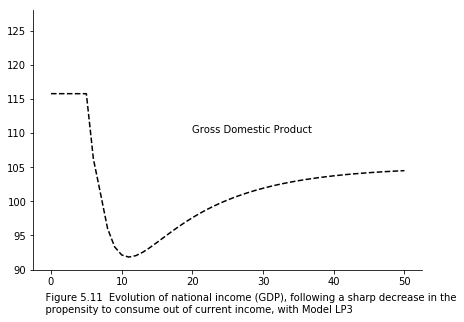 125
120
115
110
105
100
95
90
Gross Domestic Product
0 10 20 30 40 50
Figure 5.11 Evolution of national income (GDP), following a sharp decrease in the
propensity to consume out of current income, with Model LP3